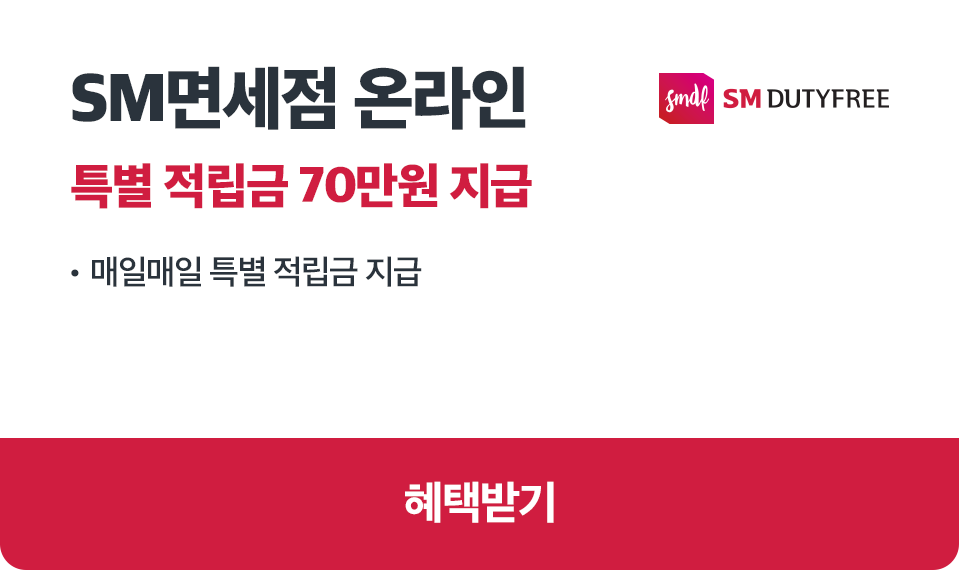 SM면세점 온라인
smdf SM DUTYFREE
특별 적립금 70만원 지급
• 매일매일 특별 적립금 지급
혜택받기